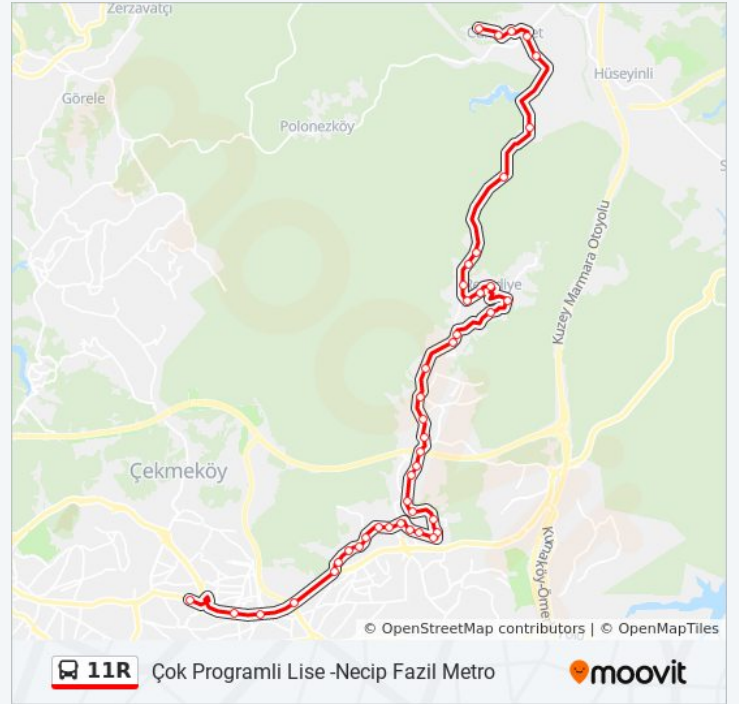 Zerzavatçı
Hüseyinli
Görele
Polonezköy
Kuzey Marmara Otoyolu
Çekmeköy
© OpenStreetMap contributors | © OpenMapTiles
11R
Çok Programli Lise -Necip Fazil Metro
moovit